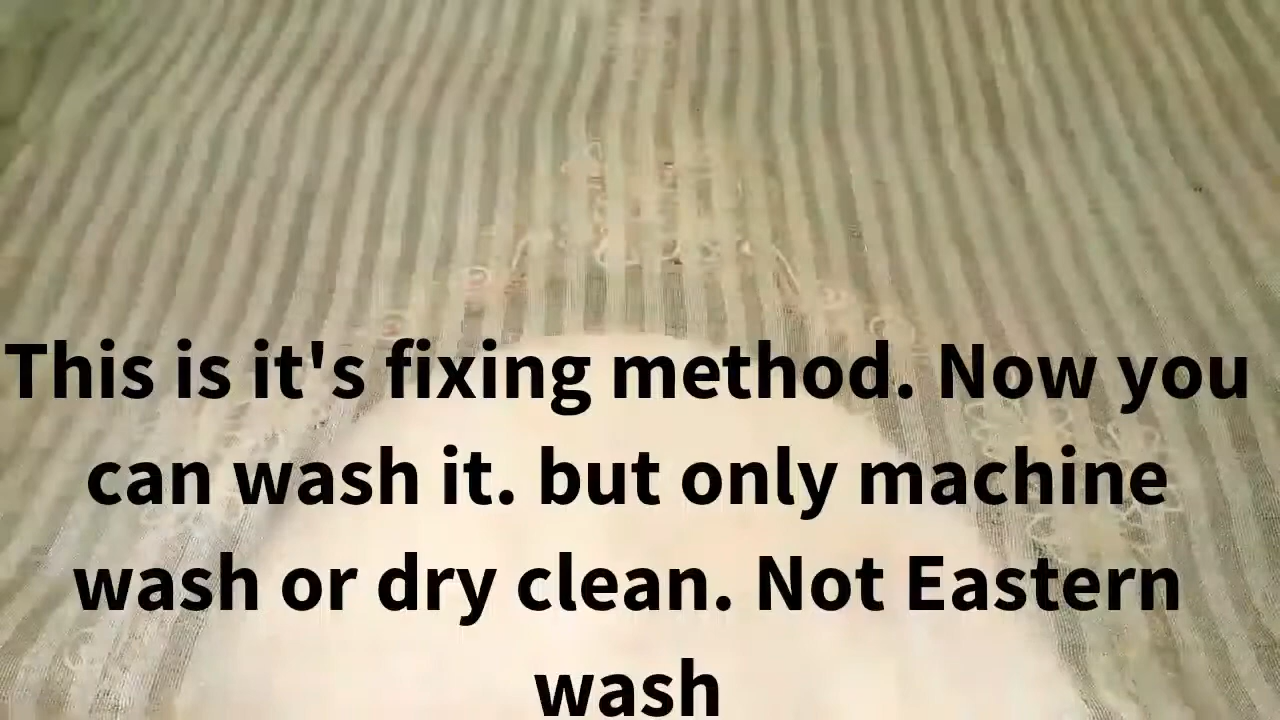 This is it's fixing method. Now you
can wash it. but only machine
wash or dry clean. Not Eastern
wash